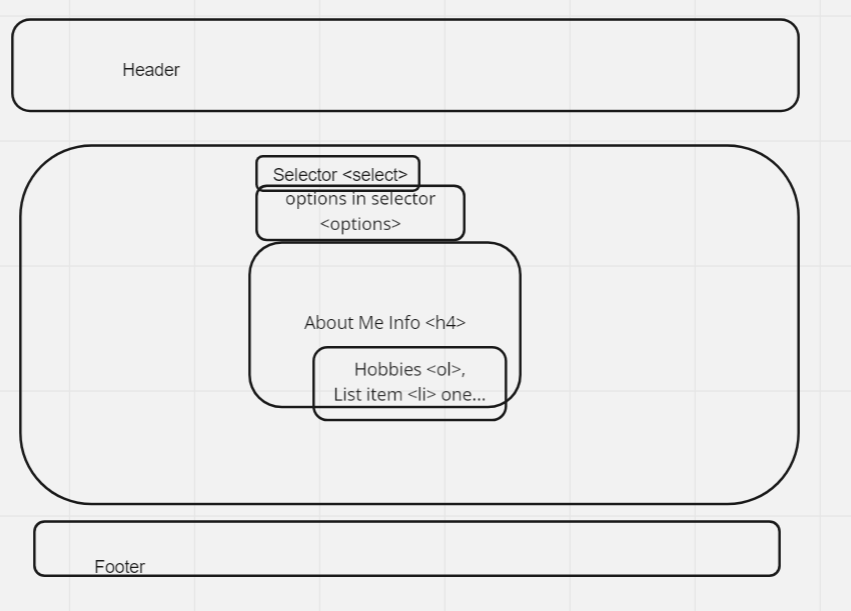 Header
Selector <select>
options in selector
<options>
About Me Info <h4>
Hobbies <ol>,
List item <li> one...
Footer